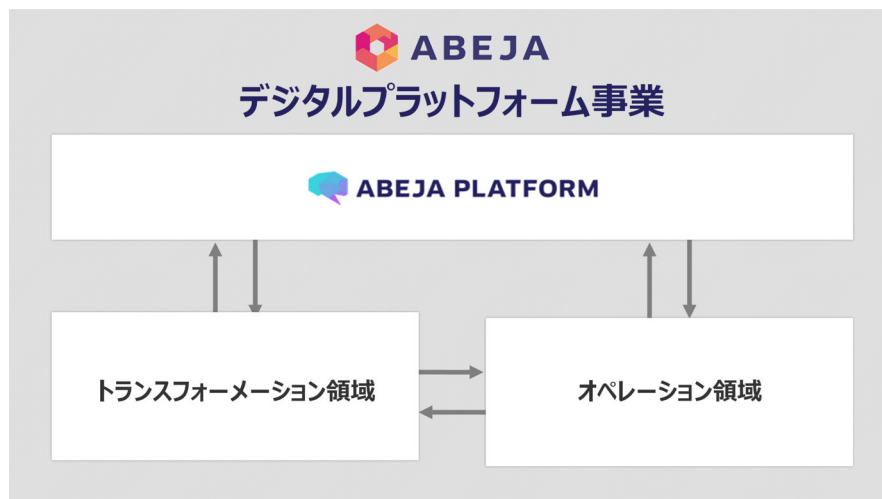 ABEJA
デジタルプラットフォーム事業
ABEJA PLATFORM
トランスフォーメーション領域
オペレーション領域